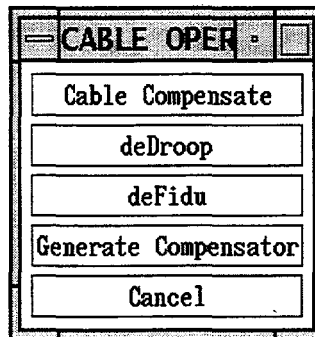 CABLE OPER
Cable Compensate
deDroop
deFidu
Generate Compensator
Cancel